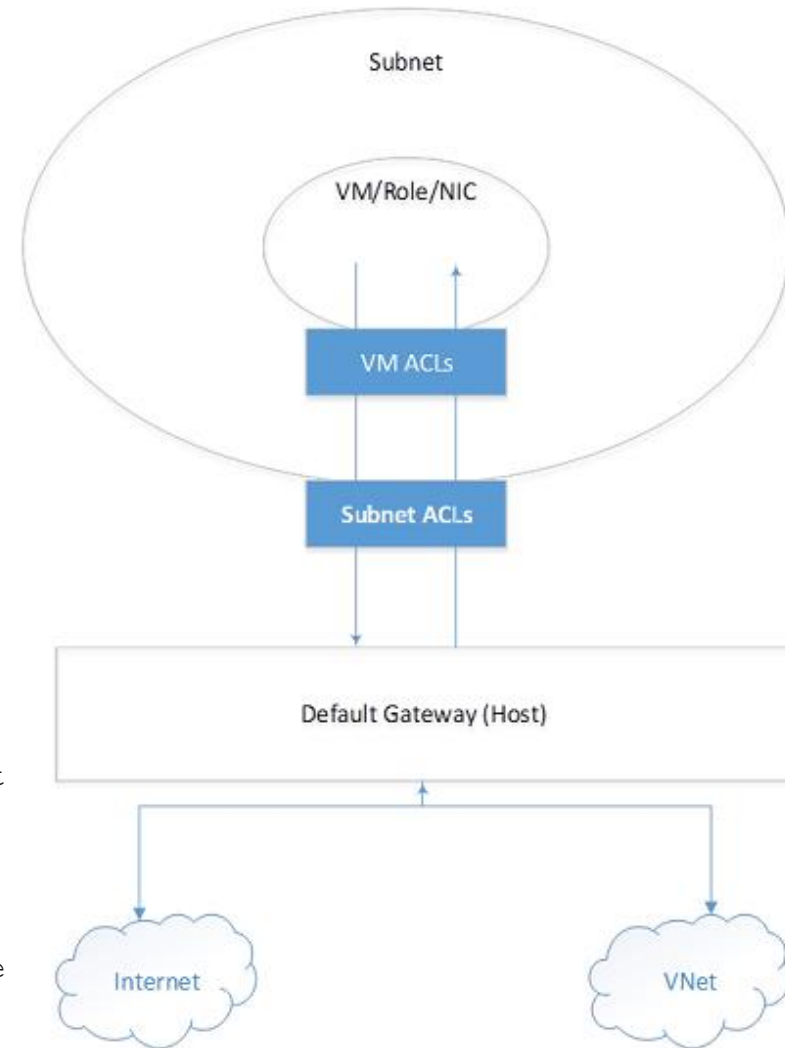 Subnet
VM/Role/NIC
VM ACLs
Subnet ACLs
Default Gateway (Host)
Internet
VNet